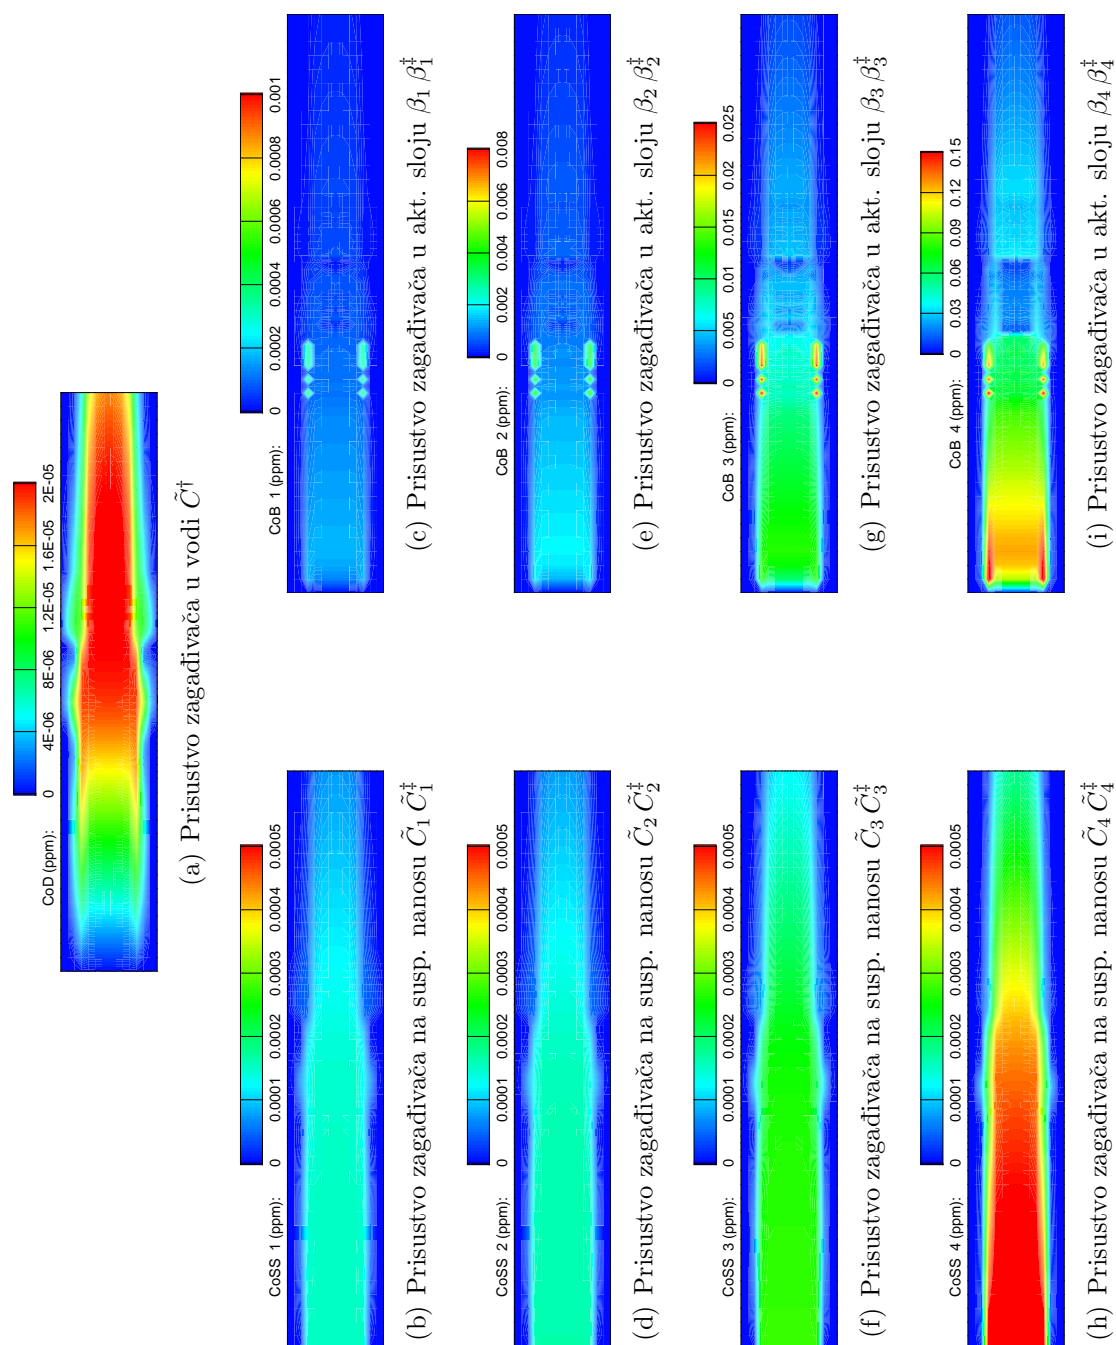 CoD (ppm): 0 4E-06 8E-06 1.2E-05 1.6E-05 2E-05
(a) Prisustvo zagađivača u vodi C̃†
CoSS 1 (ppm): 0 0.0001 0.0002 0.0003 0.0004 0.0005
(b) Prisustvo zagađivača na susp. nanosu C̃₁ C̃₁‡
CoB 1 (ppm): 0 0.0002 0.0004 0.0006 0.0008 0.001
(c) Prisustvo zagađivača u akt. sloju β₁ β₁‡
CoSS 2 (ppm): 0 0.0001 0.0002 0.0003 0.0004 0.0005
(d) Prisustvo zagađivača na susp. nanosu C̃₂ C̃₂‡
CoB 2 (ppm): 0 0.002 0.004 0.006 0.008
(e) Prisustvo zagađivača u akt. sloju β₂ β₂‡
CoSS 3 (ppm): 0 0.0001 0.0002 0.0003 0.0004 0.0005
(f) Prisustvo zagađivača na susp. nanosu C̃₃ C̃₃‡
CoB 3 (ppm): 0 0.005 0.01 0.015 0.02 0.025
(g) Prisustvo zagađivača u akt. sloju β₃ β₃‡
CoSS 4 (ppm): 0 0.0001 0.0002 0.0003 0.0004 0.0005
(h) Prisustvo zagađivača na susp. nanosu C̃₄ C̃₄‡
CoB 4 (ppm): 0 0.03 0.06 0.09 0.12 0.15
(i) Prisustvo zagađivača u akt. sloju β₄ β₄‡